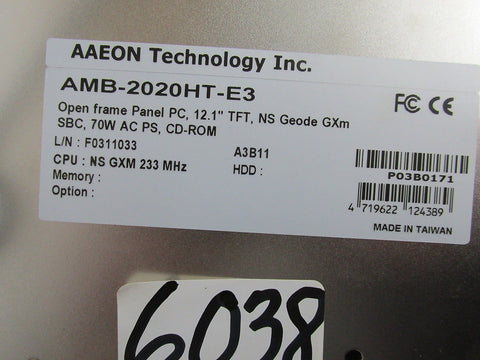 AAEON Technology Inc.
AMB-2020HT-E3
FC CE
Open frame Panel PC, 12.1" TFT, NS Geode GXm
SBC, 70W AC PS, CD-ROM
L/N : F0311033 A3B11
CPU : NS GXM 233 MHz HDD :
Memory :
Option :
P03B0171
4 719622 124389
MADE IN TAIWAN
6038